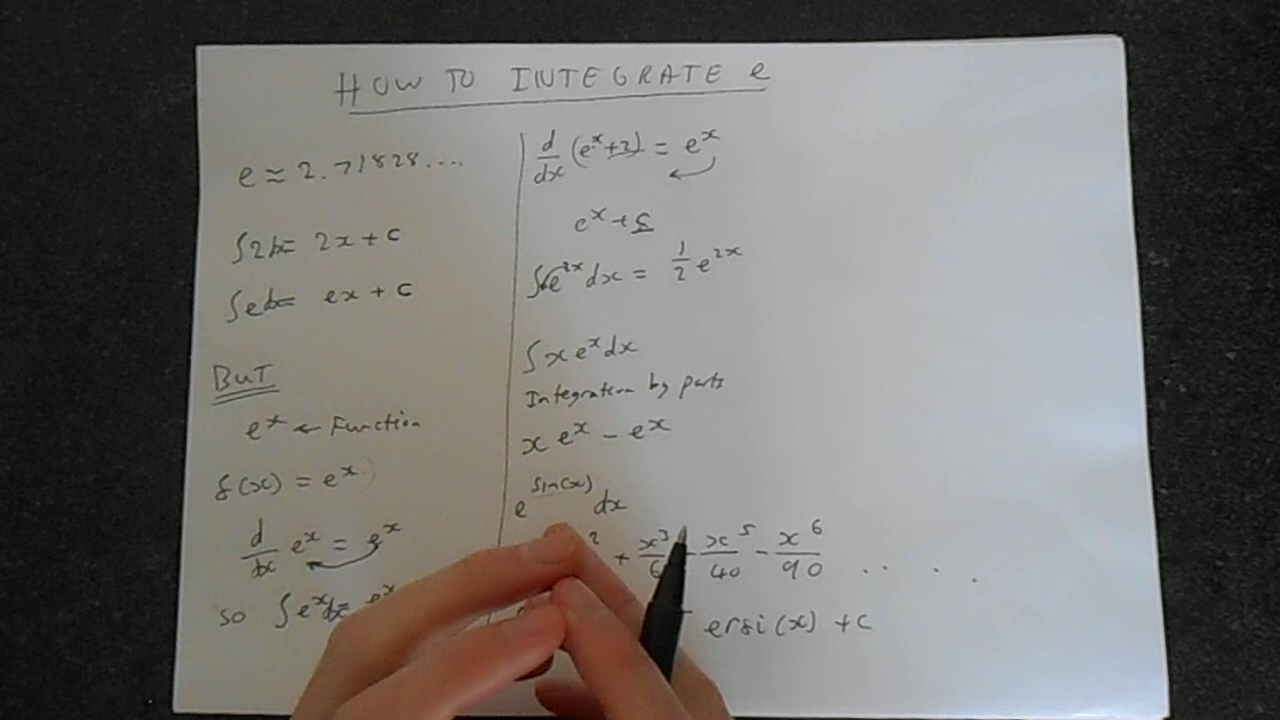 HOW TO INTEGRATE e
e ≈ 2.71828....
∫2dx = 2x + c
∫edx = ex + c
BUT
e^x ← Function
f(x) = e^x
d/dx e^x = e^x
so ∫e^x dx = e^x
d/dx (e^x + 2) = e^x
e^x + c
∫e^2x dx = 1/2 e^2x
∫x e^x dx
Integration by parts
x e^x - e^x
e^sin(x) dx
2 + x^3/6 - x^5/40 - x^6/90 . . . .
erfi(x) + c